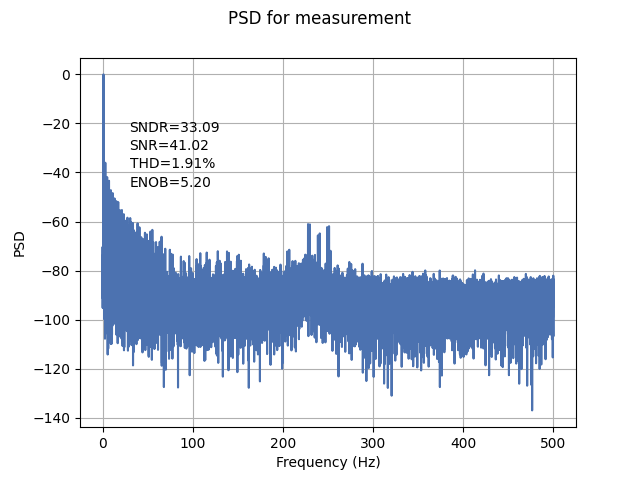 PSD for measurement
0
−20
−40
−60
−80
−100
−120
−140
PSD
SNDR=33.09
SNR=41.02
THD=1.91%
ENOB=5.20
0 100 200 300 400 500
Frequency (Hz)